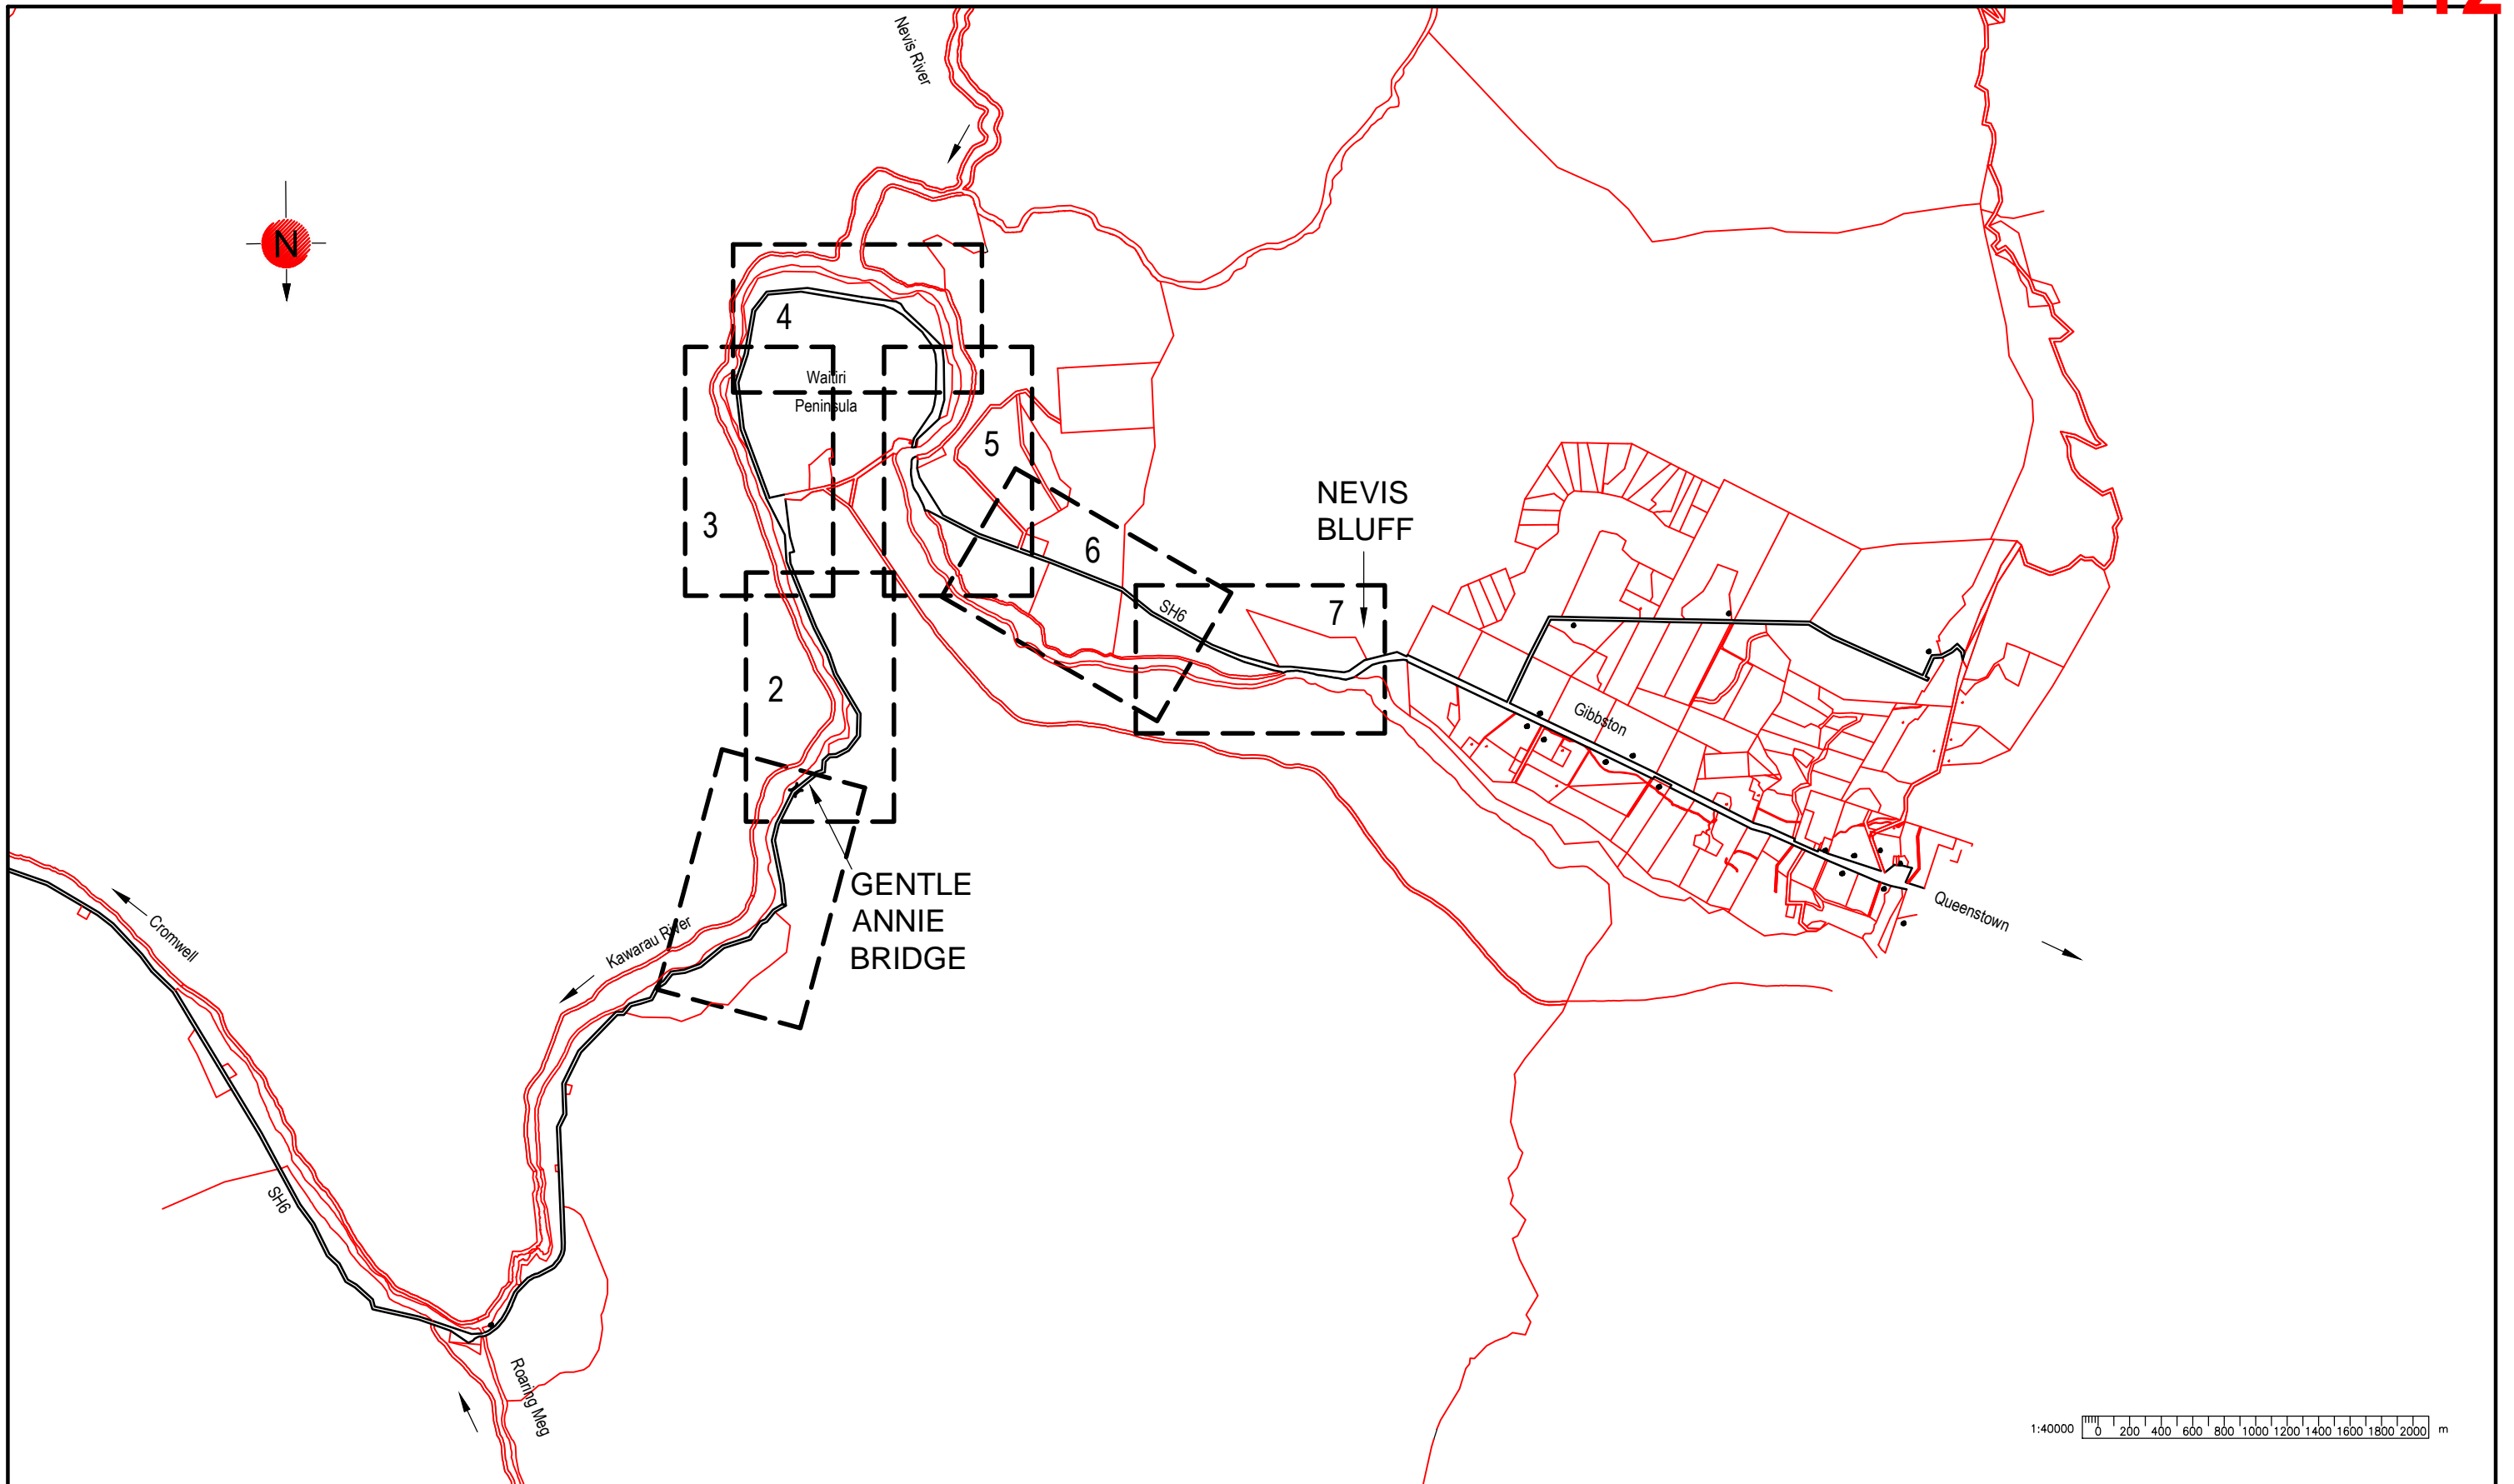 Nevis River
N
4
Waitiri
Peninsula
5
3
6
NEVIS
BLUFF
7
SH6
2
Gibbston
GENTLE
ANNIE
BRIDGE
Queenstown
Cromwell
Kawarau River
SH6
Roaring Meg
1:40000 0 200 400 600 800 1000 1200 1400 1600 1800 2000 m